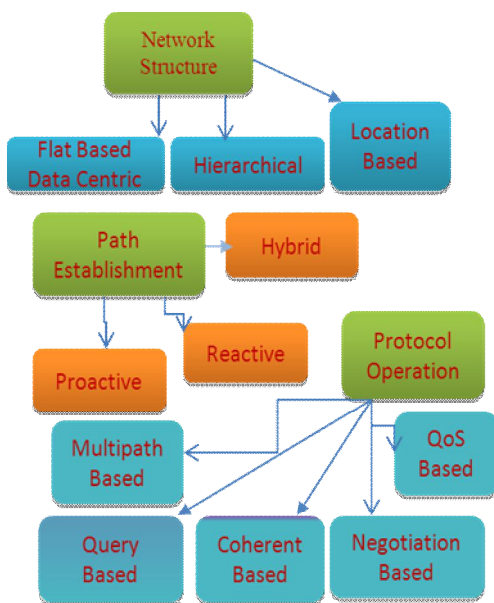 Network
Structure
Flat Based
Data Centric
Hierarchical
Location
Based
Path
Establishment
Hybrid
Proactive
Reactive
Protocol
Operation
Multipath
Based
QoS
Based
Query
Based
Coherent
Based
Negotiation
Based